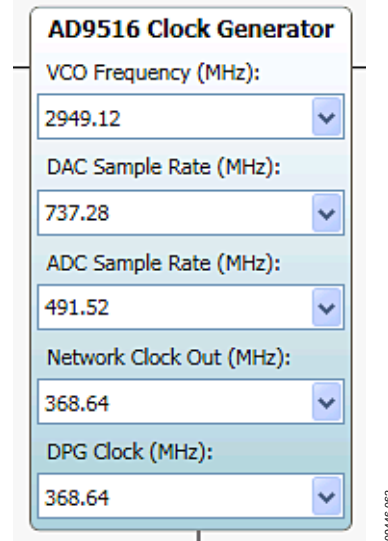 AD9516 Clock Generator
VCO Frequency (MHz):
2949.12
DAC Sample Rate (MHz):
737.28
ADC Sample Rate (MHz):
491.52
Network Clock Out (MHz):
368.64
DPG Clock (MHz):
368.64